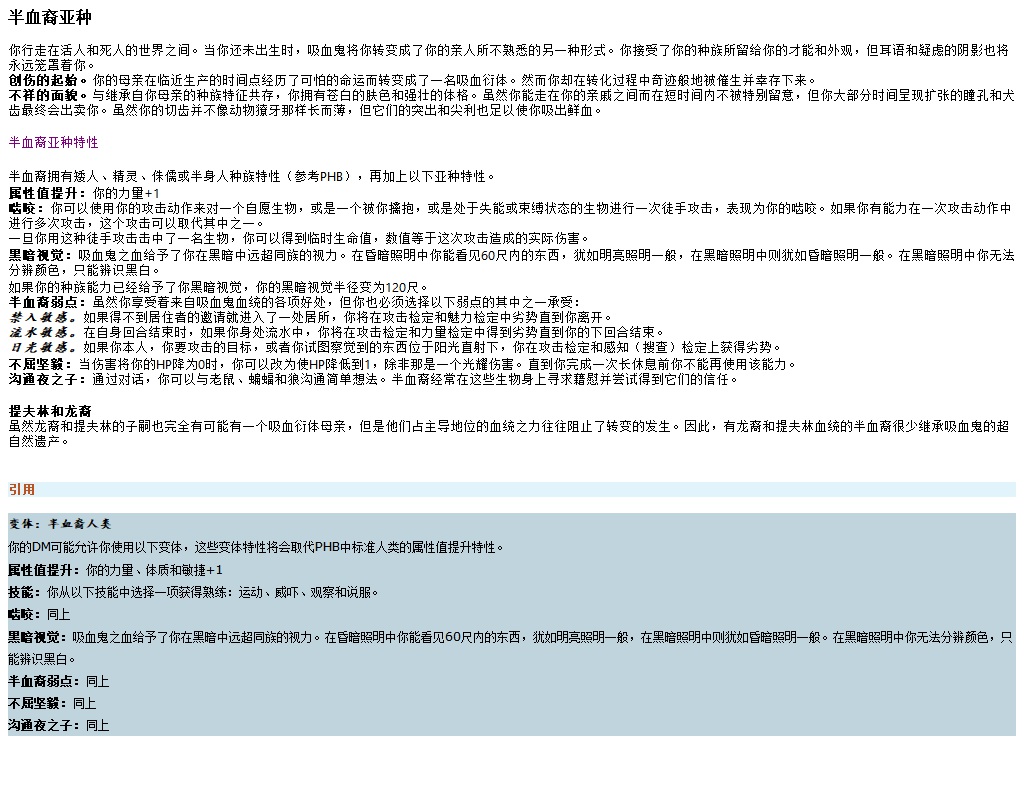 半血裔亚种
你行走在活人和死人的世界之间。当你还未出生时，吸血鬼将你转变成了你的亲人所不熟悉的另一种形式。你接受了你的种族所留给你的才能和外观，但耳语和疑虑的阴影也将
永远笼罩着你。
创伤的起始。你的母亲在临近生产的时间点经历了可怕的命运而转变成了一名吸血衍体。然而你却在转化过程中奇迹般地被催生并幸存下来。
不祥的面貌。与继承自你母亲的种族特征共存，你拥有苍白的肤色和强壮的体格。虽然你能走在你的亲戚之间而在短时间内不被特别留意，但你大部分时间呈现扩张的瞳孔和犬
齿最终会出卖你。虽然你的切齿并不像动物獠牙那样长而薄，但它们的突出和尖利也足以使你吸出鲜血。
半血裔亚种特性
半血裔拥有矮人、精灵、侏儒或半身人种族特性（参考PHB），再加上以下亚种特性。
属性值提升：你的力量+1
啮咬：你可以使用你的攻击动作来对一个自愿生物，或是一个被你擒抱，或是处于失能或束缚状态的生物进行一次徒手攻击，表现为你的啮咬。如果你有能力在一次攻击动作中
进行多次攻击，这个攻击可以取代其中之一。
一旦你用这种徒手攻击击中了一名生物，你可以得到临时生命值，数值等于这次攻击造成的实际伤害。
黑暗视觉：吸血鬼之血给予了你在黑暗中远超同族的视力。在昏暗照明中你能看见60尺内的东西，犹如明亮照明一般，在黑暗照明中则犹如昏暗照明一般。在黑暗照明中你无法
分辨颜色，只能辨识黑白。
如果你的种族能力已经给予了你黑暗视觉，你的黑暗视觉半径变为120尺。
半血裔弱点：虽然你享受着来自吸血鬼血统的各项好处，但你也必须选择以下弱点的其中之一承受：
禁入敏感。如果得不到居住者的邀请就进入了一处居所，你将在攻击检定和魅力检定中劣势直到你离开。
流水敏感。在自身回合结束时，如果你身处流水中，你将在攻击检定和力量检定中得到劣势直到你的下回合结束。
日光敏感。如果你本人，你要攻击的目标，或者你试图察觉到的东西位于阳光直射下，你在攻击检定和感知（搜查）检定上获得劣势。
不屈坚毅：当伤害将你的HP降为0时，你可以改为使HP降低到1，除非那是一个光耀伤害。直到你完成一次长休息前你不能再使用该能力。
沟通夜之子：通过对话，你可以与老鼠、蝙蝠和狼沟通简单想法。半血裔经常在这些生物身上寻求藉慰并尝试得到它们的信任。
提夫林和龙裔
虽然龙裔和提夫林的子嗣也完全有可能有一个吸血衍体母亲，但是他们占主导地位的血统之力往往阻止了转变的发生。因此，有龙裔和提夫林血统的半血裔很少继承吸血鬼的超
自然遗产。
引用
变体：半血裔人类
你的DM可能允许你使用以下变体，这些变体特性将会取代PHB中标准人类的属性值提升特性。
属性值提升：你的力量、体质和敏捷+1
技能：你从以下技能中选择一项获得熟练：运动、威吓、观察和说服。
啮咬：同上
黑暗视觉：吸血鬼之血给予了你在黑暗中远超同族的视力。在昏暗照明中你能看见60尺内的东西，犹如明亮照明一般，在黑暗照明中则犹如昏暗照明一般。在黑暗照明中你无法分辨颜色，只
能辨识黑白。
半血裔弱点：同上
不屈坚毅：同上
沟通夜之子：同上